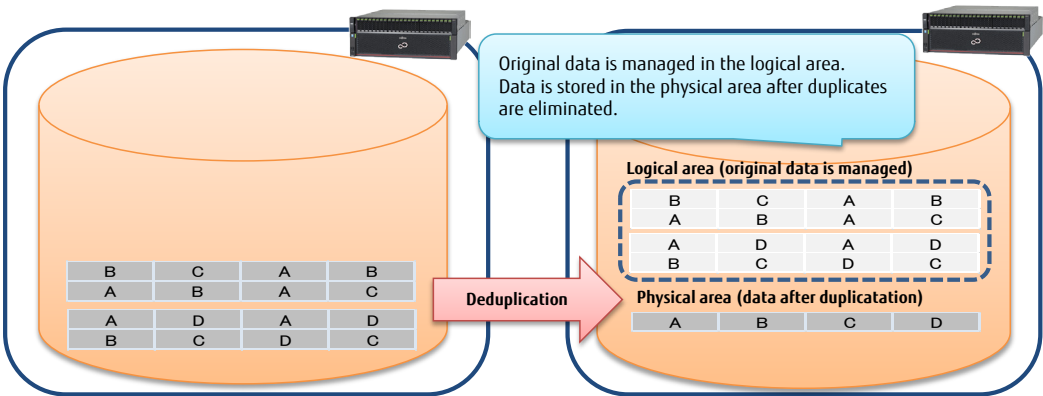 Original data is managed in the logical area.
Data is stored in the physical area after duplicates
are eliminated.
B C A B
A B A C
A D A D
B C D C
Deduplication
Logical area (original data is managed)
B C A B
A B A C
A D A D
B C D C
Physical area (data after duplicatation)
A B C D